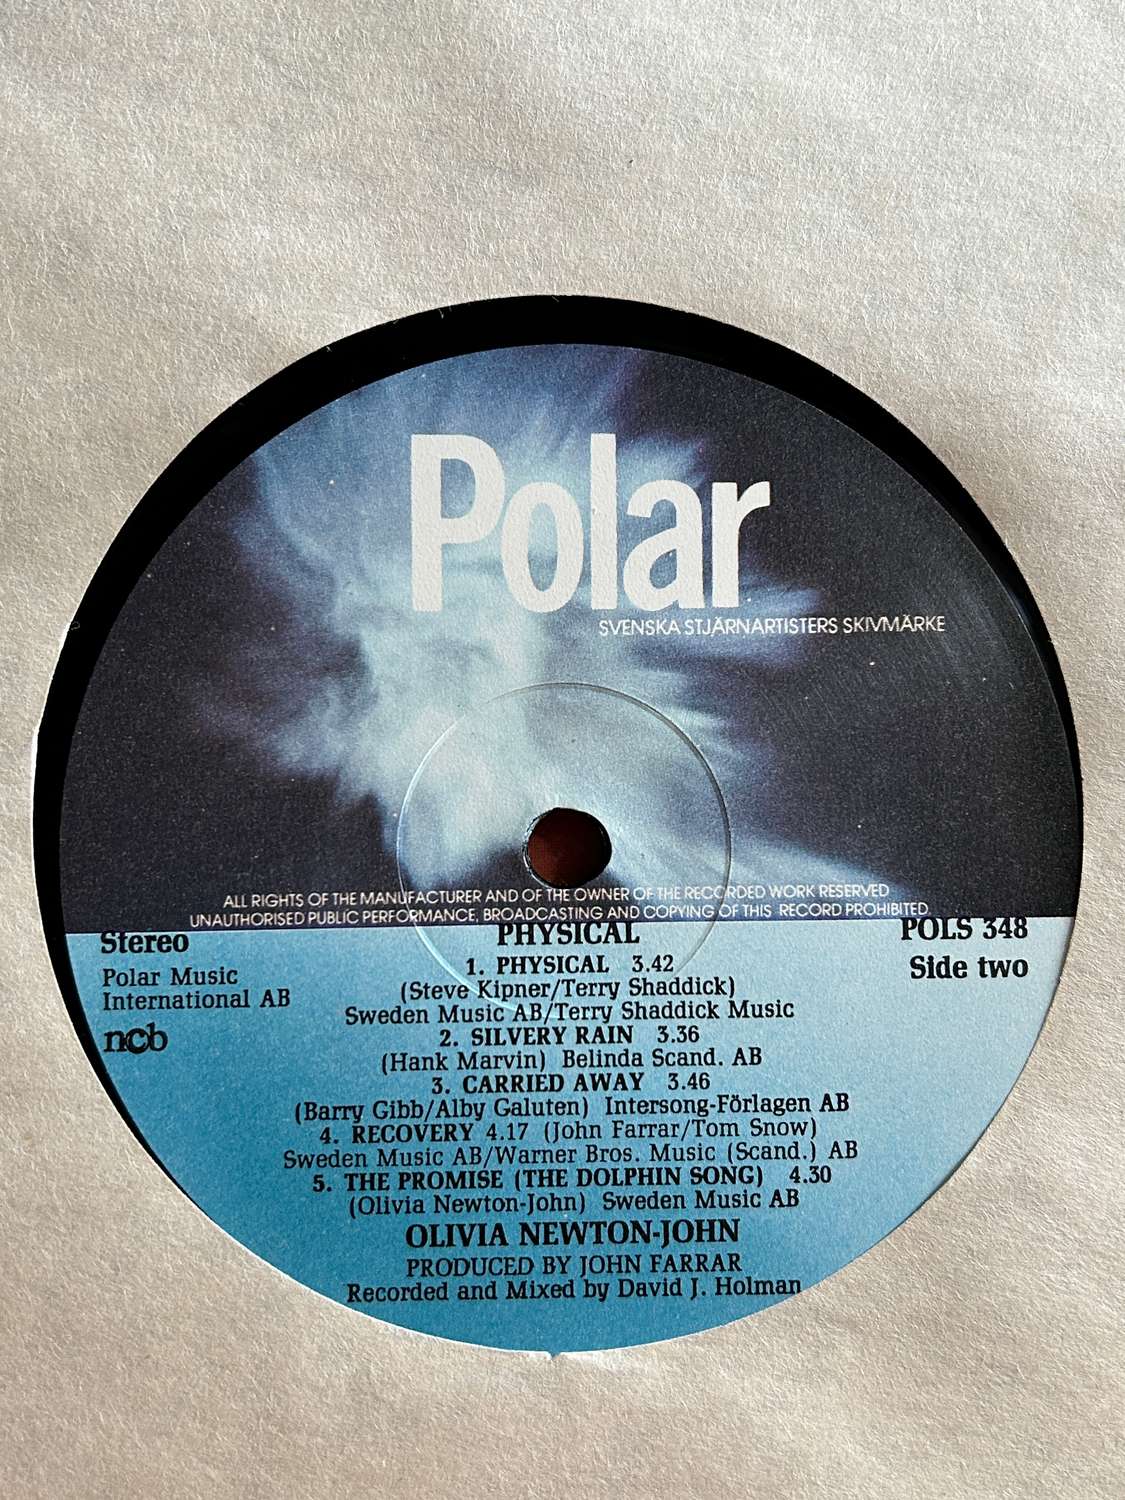 Polar
SVENSKA STJÄRNARTISTERS SKIVMÄRKE
ALL RIGHTS OF THE MANUFACTURER AND OF THE OWNER OF THE RECORDED WORK RESERVED
UNAUTHORISED PUBLIC PERFORMANCE, BROADCASTING AND COPYING OF THIS RECORD PROHIBITED
Stereo
Polar Music
International AB
ncb
PHYSICAL
POLS 348
Side two
1. PHYSICAL 3.42
(Steve Kipner/Terry Shaddick)
Sweden Music AB/Terry Shaddick Music
2. SILVERY RAIN 3.36
(Hank Marvin) Belinda Scand. AB
3. CARRIED AWAY 3.46
(Barry Gibb/Alby Galuten) Intersong-Förlagen AB
4. RECOVERY 4.17 (John Farrar/Tom Snow)
Sweden Music AB/Warner Bros. Music (Scand.) AB
5. THE PROMISE (THE DOLPHIN SONG) 4.30
(Olivia Newton-John) Sweden Music AB
OLIVIA NEWTON-JOHN
PRODUCED BY JOHN FARRAR
Recorded and Mixed by David J. Holman